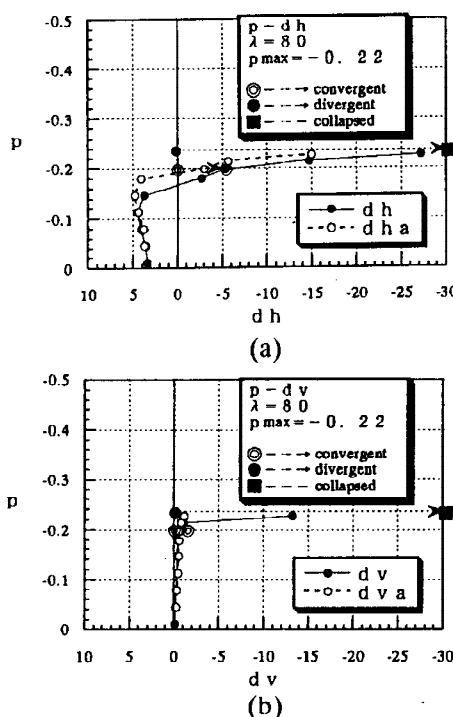 -0.5
-0.4
-0.3
-0.2
-0.1
0
p
p - d h
λ = 8 0
p max = - 0 . 2 2
convergent
divergent
collapsed
d h
d h a
10 5 0 -5 -10 -15 -20 -25 -30
d h
(a)
-0.5
-0.4
-0.3
-0.2
-0.1
0
p
p - d v
λ = 8 0
p max = - 0 . 2 2
convergent
divergent
collapsed
d v
d v a
10 5 0 -5 -10 -15 -20 -25 -30
d v
(b)